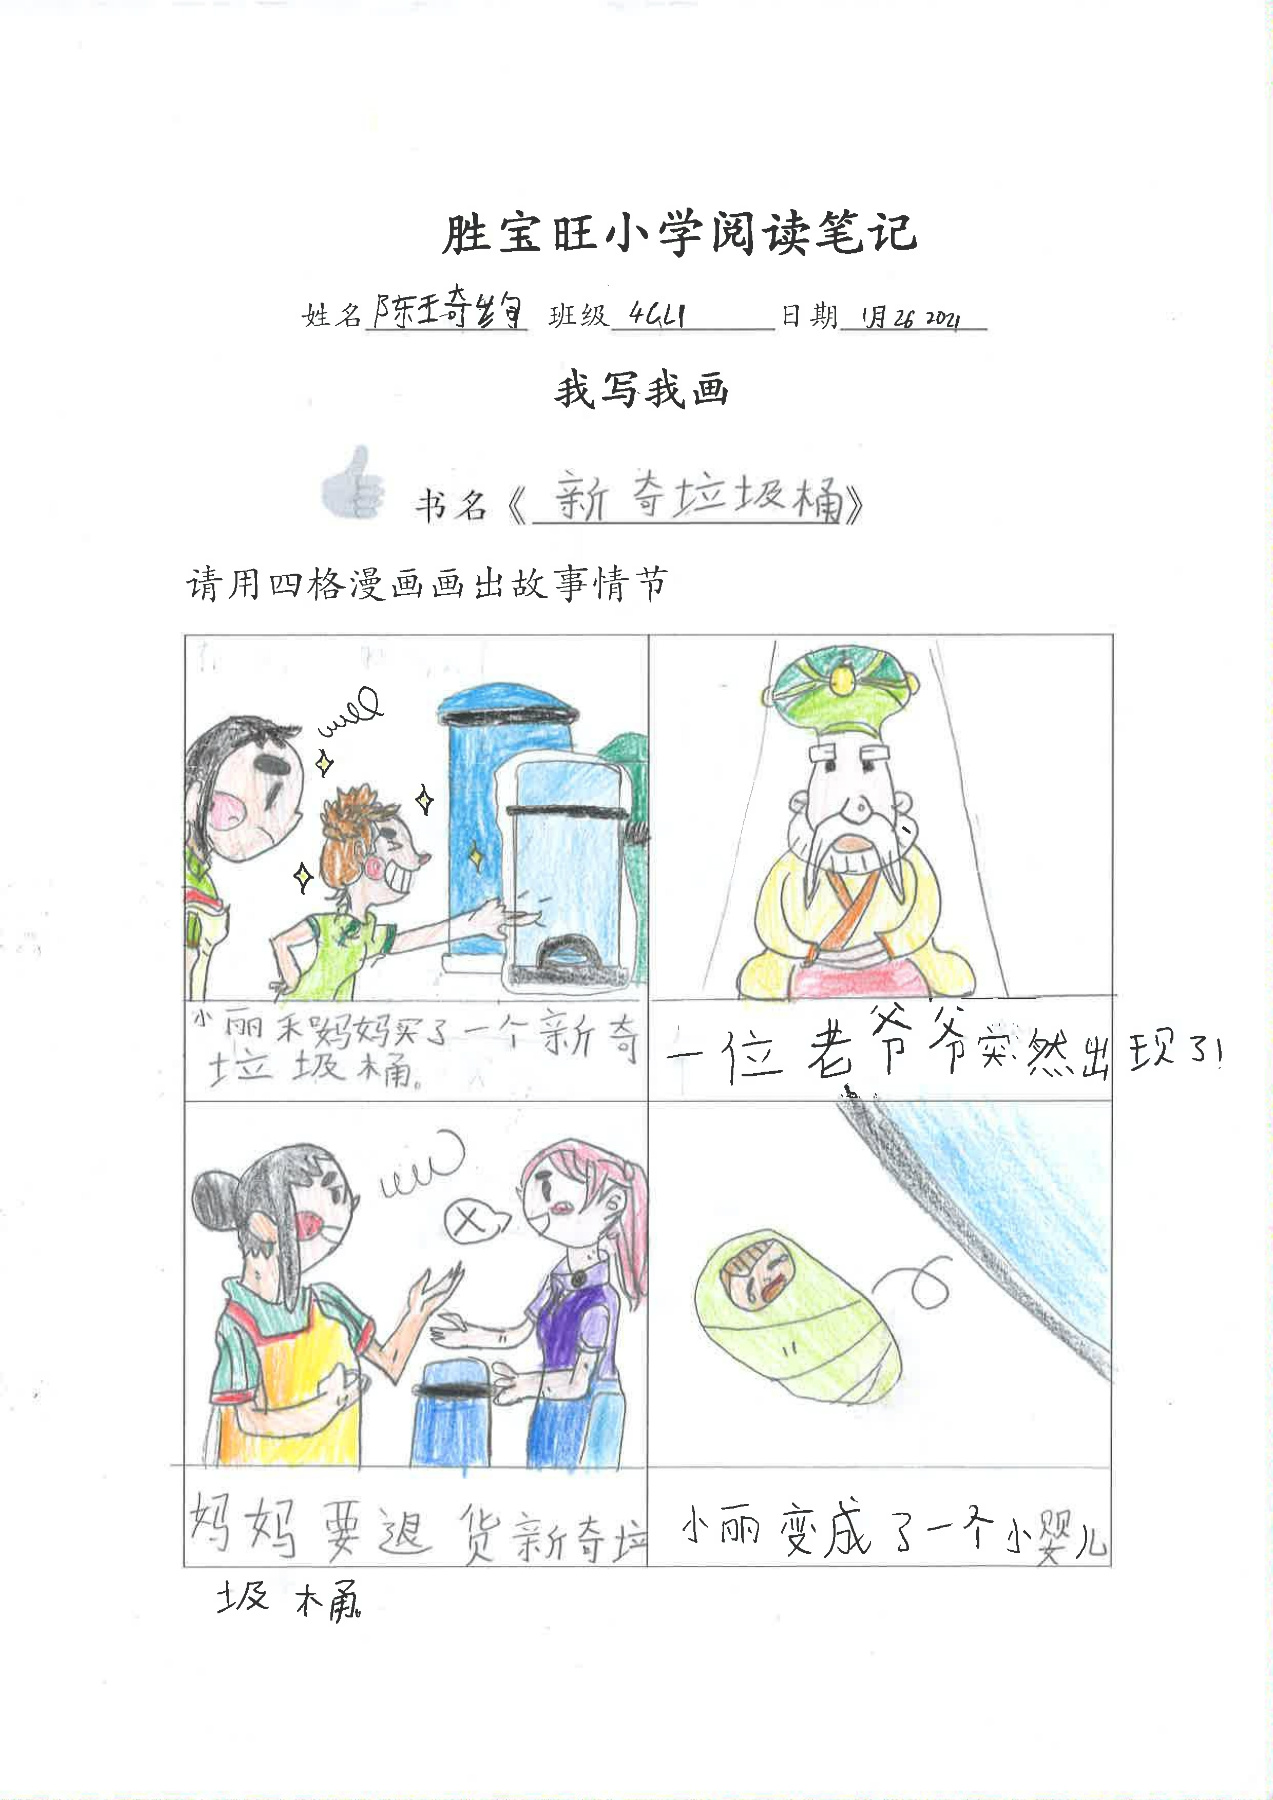 胜宝旺小学阅读笔记
姓名 陈王奇 班级 4GL1 日期 1月26 2021
我写我画
书名《新奇垃圾桶》
请用四格漫画画出故事情节
小丽和妈妈买了一个新奇
垃圾桶。
一位老爷爷突然出现了!
妈妈要退货新奇垃
圾桶。
小丽变成了一个小婴儿